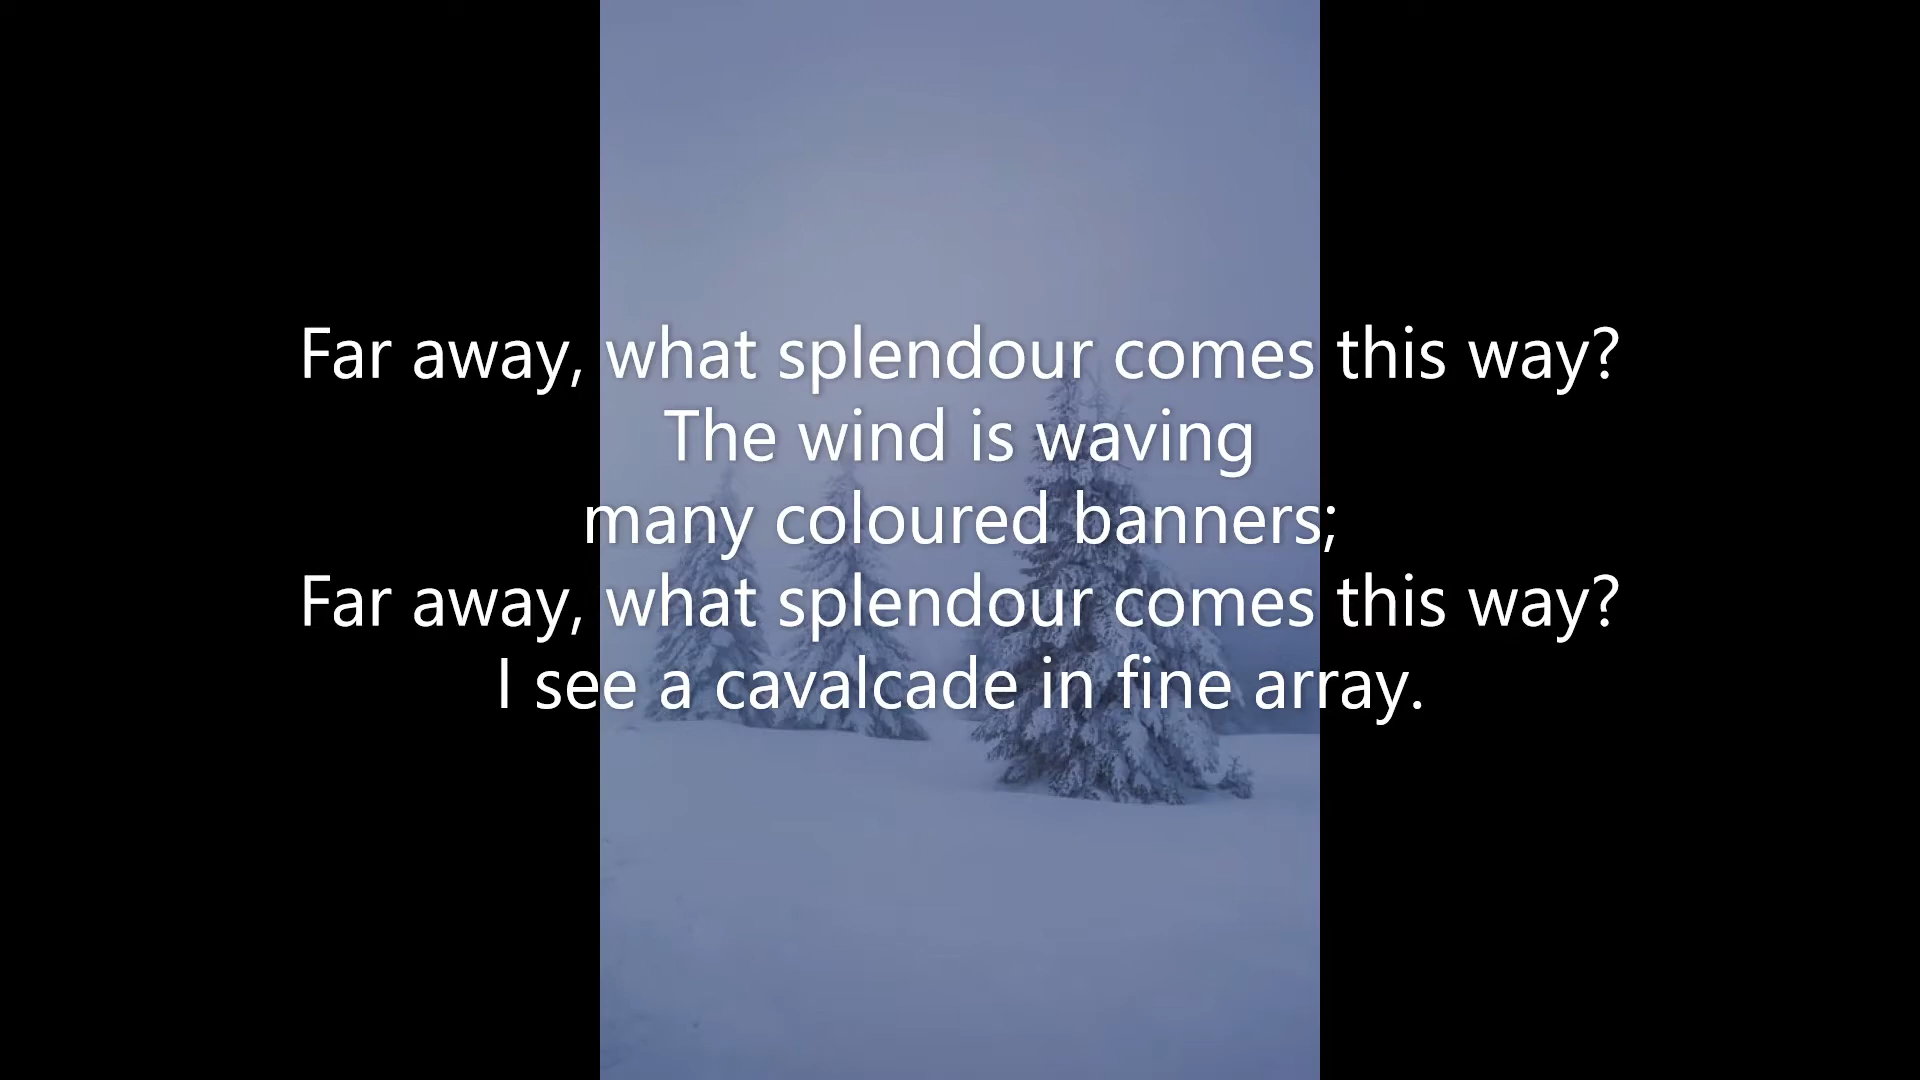 Far away, what splendour comes this way?
The wind is waving
many coloured banners;
Far away, what splendour comes this way?
I see a cavalcade in fine array.